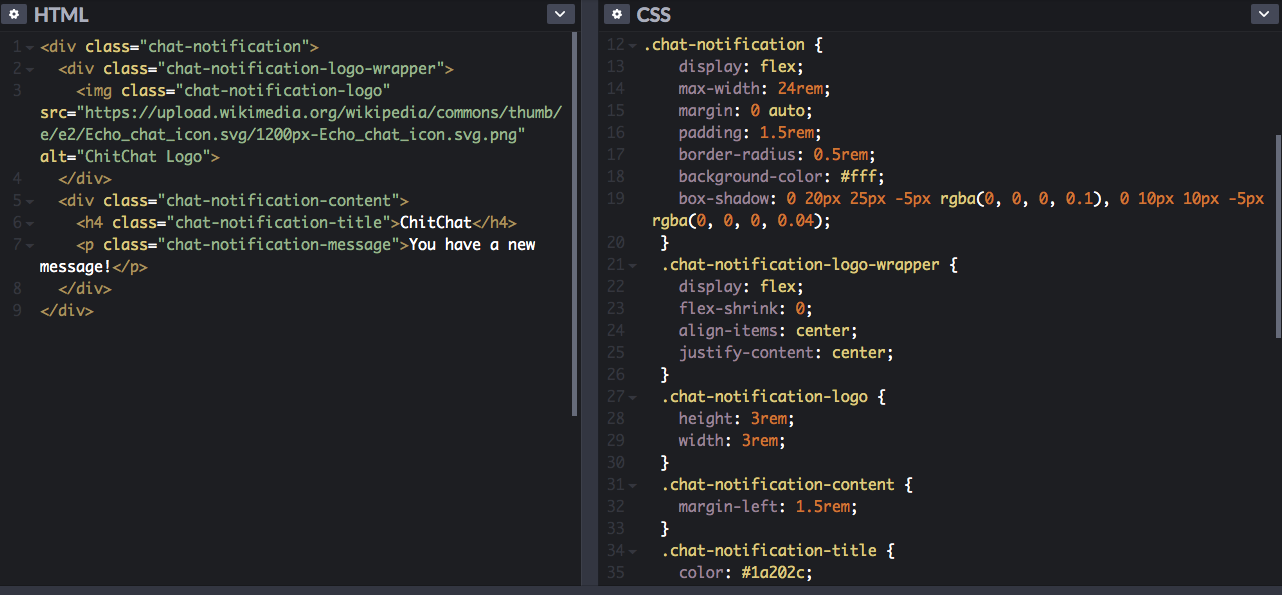 HTML
1 <div class="chat-notification">
2 <div class="chat-notification-logo-wrapper">
3 <img class="chat-notification-logo"
src="https://upload.wikimedia.org/wikipedia/commons/thumb/
e/e2/Echo_chat_icon.svg/1200px-Echo_chat_icon.svg.png"
alt="ChitChat Logo">
4 </div>
5 <div class="chat-notification-content">
6 <h4 class="chat-notification-title">ChitChat</h4>
7 <p class="chat-notification-message">You have a new
message!</p>
8 </div>
9 </div>
CSS
12 .chat-notification {
13 display: flex;
14 max-width: 24rem;
15 margin: 0 auto;
16 padding: 1.5rem;
17 border-radius: 0.5rem;
18 background-color: #fff;
19 box-shadow: 0 20px 25px -5px rgba(0, 0, 0, 0.1), 0 10px 10px -5px
rgba(0, 0, 0, 0.04);
20 }
21 .chat-notification-logo-wrapper {
22 display: flex;
23 flex-shrink: 0;
24 align-items: center;
25 justify-content: center;
26 }
27 .chat-notification-logo {
28 height: 3rem;
29 width: 3rem;
30 }
31 .chat-notification-content {
32 margin-left: 1.5rem;
33 }
34 .chat-notification-title {
35 color: #1a202c;